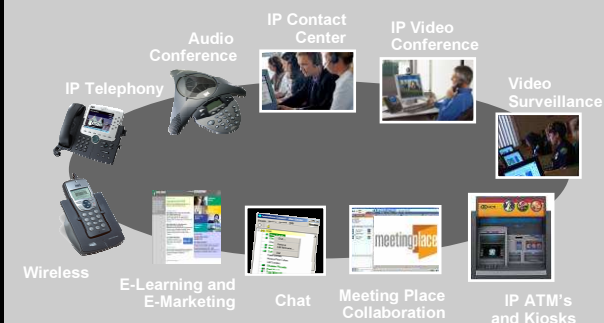 IP Contact
Center
IP Video
Conference
Audio
Conference
IP Telephony
Video
Surveillance
meetingplace
Wireless
E-Learning and
E-Marketing
Chat
Meeting Place
Collaboration
IP ATM's
and Kiosks